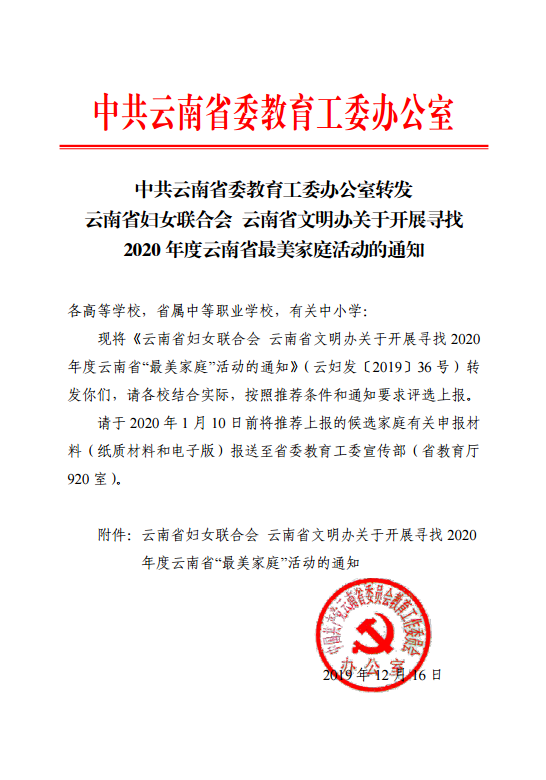 中共云南省委教育工委办公室
中共云南省委教育工委办公室转发
云南省妇女联合会 云南省文明办关于开展寻找
2020 年度云南省最美家庭活动的通知
各高等学校，省属中等职业学校，有关中小学：
现将《云南省妇女联合会 云南省文明办关于开展寻找 2020
年度云南省“最美家庭”活动的通知》（云妇发〔2019〕36 号）转
发你们，请各校结合实际，按照推荐条件和通知要求评选上报。
请于 2020 年 1 月 10 日前将推荐上报的候选家庭有关申报材
料（纸质材料和电子版）报送至省委教育工委宣传部（省教育厅
920 室）。
附件：云南省妇女联合会 云南省文明办关于开展寻找 2020
年度云南省“最美家庭”活动的通知
中国共产党云南省委员会教育工作委员会
办公室
2019 年 12 月 16 日